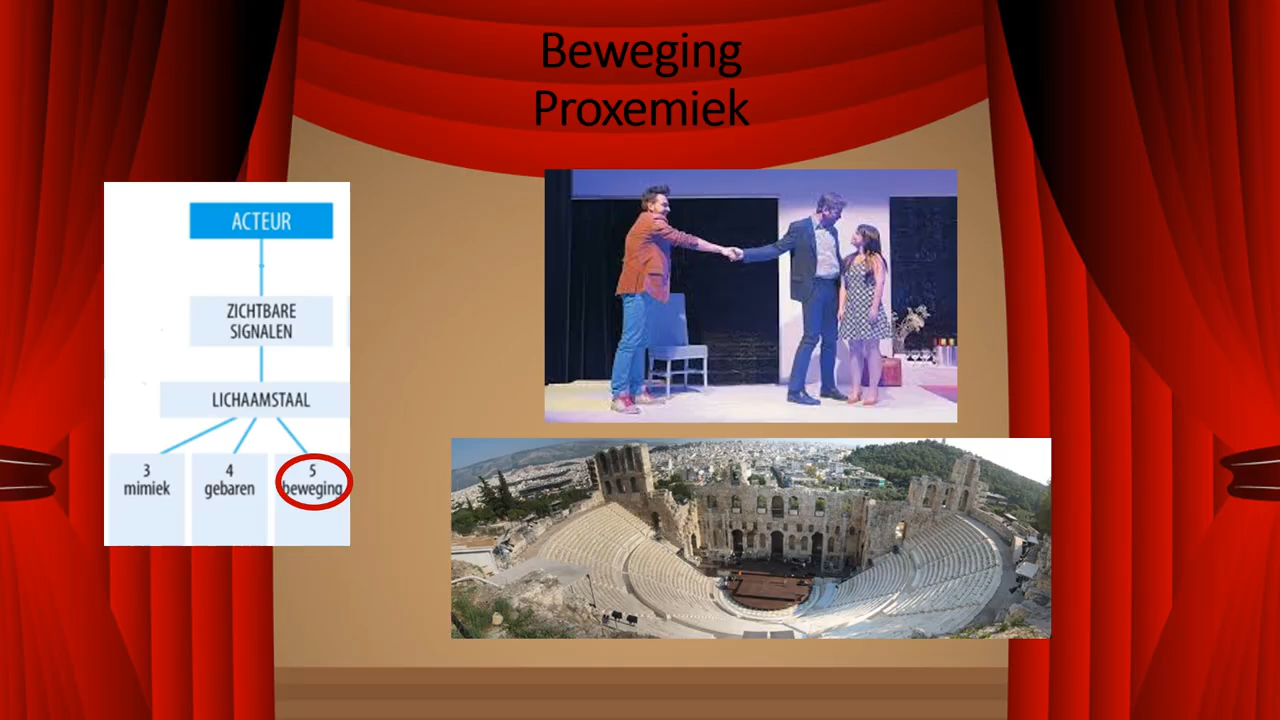 Beweging
Proxemiek
ACTEUR
ZICHTBARE
SIGNALEN
LICHAAMSTAAL
3
mimiek
4
gebaren
5
beweging